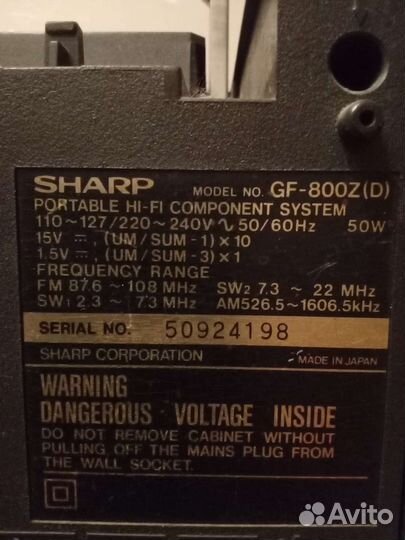 SHARP MODEL NO. GF-800Z(D)
PORTABLE HI-FI COMPONENT SYSTEM
110~127/220~240V∿ 50/60Hz 50W
15V ⎓, (UM/SUM-1)×10
1.5V ⎓, (UM/SUM-3)×1
FREQUENCY RANGE
FM 87.6~108 MHz SW2 7.3~22 MHz
SW1 2.3~7.3 MHz AM526.5~1606.5kHz
SERIAL NO. 50924198
SHARP CORPORATION MADE IN JAPAN
WARNING
DANGEROUS VOLTAGE INSIDE
DO NOT REMOVE CABINET WITHOUT
PULLING OFF THE MAINS PLUG FROM
THE WALL SOCKET.
Avito